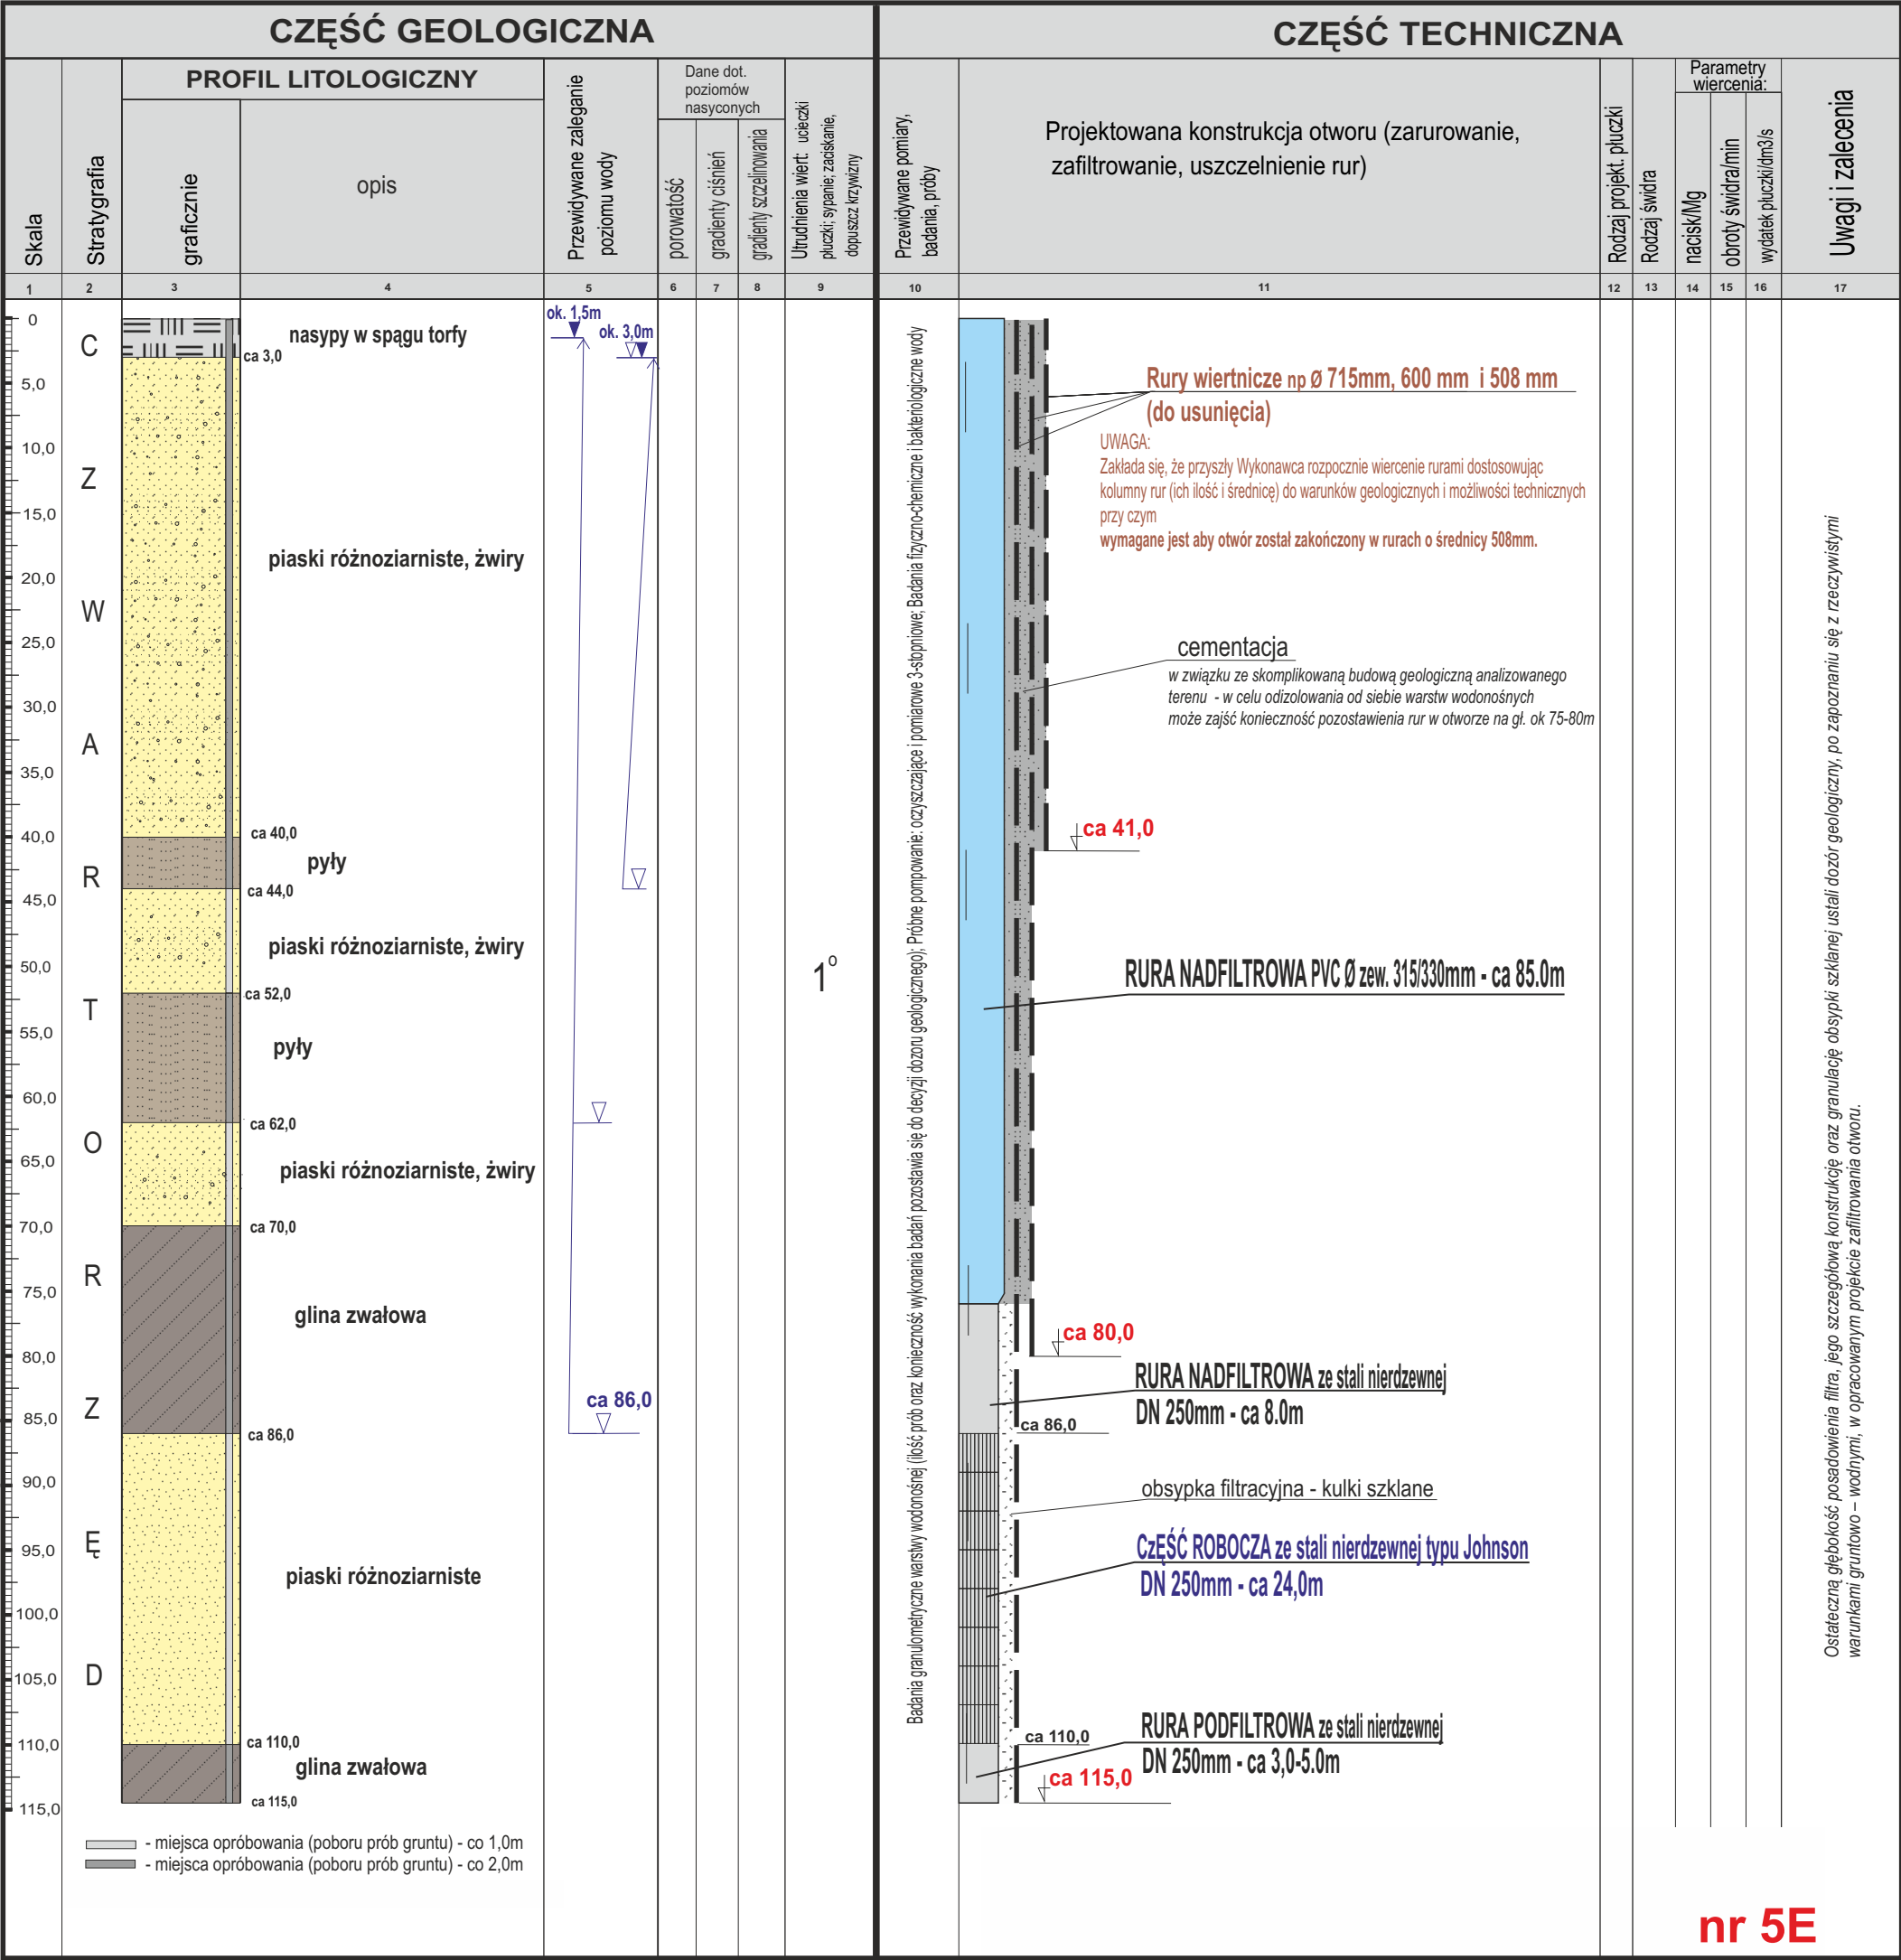 CZĘŚĆ GEOLOGICZNA
CZĘŚĆ TECHNICZNA
Skala
Stratygrafia
PROFIL LITOLOGICZNY
graficznie
opis
Przewidywane zaleganie
poziomu wody
Dane dot.
poziomów
nasyconych
porowatość
gradienty ciśnień
gradienty szczelinowania
Utrudnienia wiert: ucieczki
płuczki; sypanie; zaciskanie,
dopuszcz krzywizny
Przewidywane pomiary,
badania, próby
Projektowana konstrukcja otworu (zarurowanie,
zafiltrowanie, uszczelnienie rur)
Rodzaj projekt. płuczki
Rodzaj świdra
Parametry
wiercenia:
nacisk/Mg
obroty świdra/min
wydatek płuczki/dm3/s
Uwagi i zalecenia
1 2 3 4 5 6 7 8 9 10 11 12 13 14 15 16 17
0
5,0
10,0
15,0
20,0
25,0
30,0
35,0
40,0
45,0
50,0
55,0
60,0
65,0
70,0
75,0
80,0
85,0
90,0
95,0
100,0
105,0
110,0
115,0
C
Z
W
A
R
T
O
R
Z
Ę
D
nasypy w spągu torfy
ca 3,0
piaski różnoziarniste, żwiry
ca 40,0
pyły
ca 44,0
piaski różnoziarniste, żwiry
ca 52,0
pyły
ca 62,0
piaski różnoziarniste, żwiry
ca 70,0
glina zwałowa
ca 86,0
piaski różnoziarniste
ca 110,0
glina zwałowa
ca 115,0
ok. 1,5m
ok. 3,0m
ca 86,0
1°
Badania granulometryczne warstwy wodonośnej (ilość prób oraz konieczność wykonania badań pozostawia się do decyzji dozoru geologicznego); Próbne pompowanie: oczyszczające i pomiarowe 3-stopniowe; Badania fizyczno-chemiczne i bakteriologiczne wody
Rury wiertnicze np Ø 715mm, 600 mm i 508 mm
(do usunięcia)
UWAGA:
Zakłada się, że przyszły Wykonawca rozpocznie wiercenie rurami dostosowując
kolumny rur (ich ilość i średnicę) do warunków geologicznych i możliwości technicznych
przy czym
wymagane jest aby otwór został zakończony w rurach o średnicy 508mm.
cementacja
w związku ze skomplikowaną budową geologiczną analizowanego
terenu - w celu odizolowania od siebie warstw wodonośnych
może zajść konieczność pozostawienia rur w otworze na gł. ok 75-80m
ca 41,0
RURA NADFILTROWA PVC Ø zew. 315/330mm - ca 85.0m
ca 80,0
RURA NADFILTROWA ze stali nierdzewnej
DN 250mm - ca 8.0m
ca 86,0
obsypka filtracyjna - kulki szklane
CzĘŚĆ ROBOCZA ze stali nierdzewnej typu Johnson
DN 250mm - ca 24,0m
RURA PODFILTROWA ze stali nierdzewnej
ca 110,0
DN 250mm - ca 3,0-5.0m
ca 115,0
Ostateczną głębokość posadowienia filtra, jego szczegółową konstrukcję oraz granulację obsypki szklanej ustali dozór geologiczny, po zapoznaniu się z rzeczywistymi
warunkami gruntowo – wodnymi, w opracowanym projekcie zafiltrowania otworu.
- miejsca opróbowania (poboru prób gruntu) - co 1,0m
- miejsca opróbowania (poboru prób gruntu) - co 2,0m
nr 5E